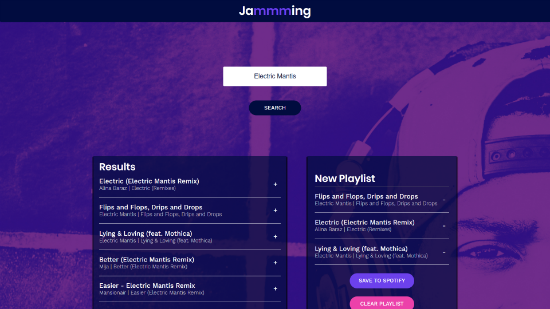 Jammming
Electric Mantis
SEARCH
Results
Electric (Electric Mantis Remix)
Alina Baraz | Electric (Remixes)
+
Flips and Flops, Drips and Drops
Electric Mantis | Flips and Flops, Drips and Drops
+
Lying & Loving (feat. Mothica)
Electric Mantis | Lying & Loving (feat. Mothica)
+
Better (Electric Mantis Remix)
Mija | Better (Electric Mantis Remix)
+
Easier - Electric Mantis Remix
Mansionair | Easier (Electric Mantis Remix)
+
New Playlist
Flips and Flops, Drips and Drops
Electric Mantis | Flips and Flops, Drips and Drops
-
Electric (Electric Mantis Remix)
Alina Baraz | Electric (Remixes)
-
Lying & Loving (feat. Mothica)
Electric Mantis | Lying & Loving (feat. Mothica)
-
SAVE TO SPOTIFY
CLEAR PLAYLIST